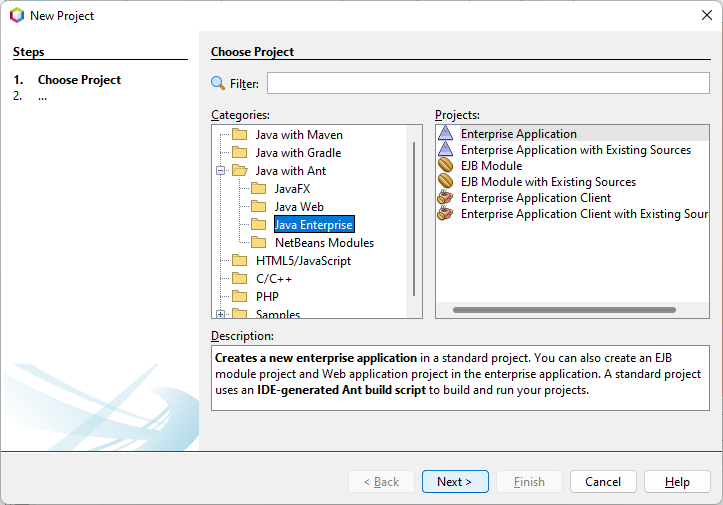 New Project
Steps
1. Choose Project
2. ...
Choose Project
Filter:
Categories:
Java with Maven
Java with Gradle
Java with Ant
JavaFX
Java Web
Java Enterprise
NetBeans Modules
HTML5/JavaScript
C/C++
PHP
Samples
Projects:
Enterprise Application
Enterprise Application with Existing Sources
EJB Module
EJB Module with Existing Sources
Enterprise Application Client
Enterprise Application Client with Existing Sour
Description:
Creates a new enterprise application in a standard project. You can also create an EJB
module project and Web application project in the enterprise application. A standard project
uses an IDE-generated Ant build script to build and run your projects.
< Back
Next >
Finish
Cancel
Help